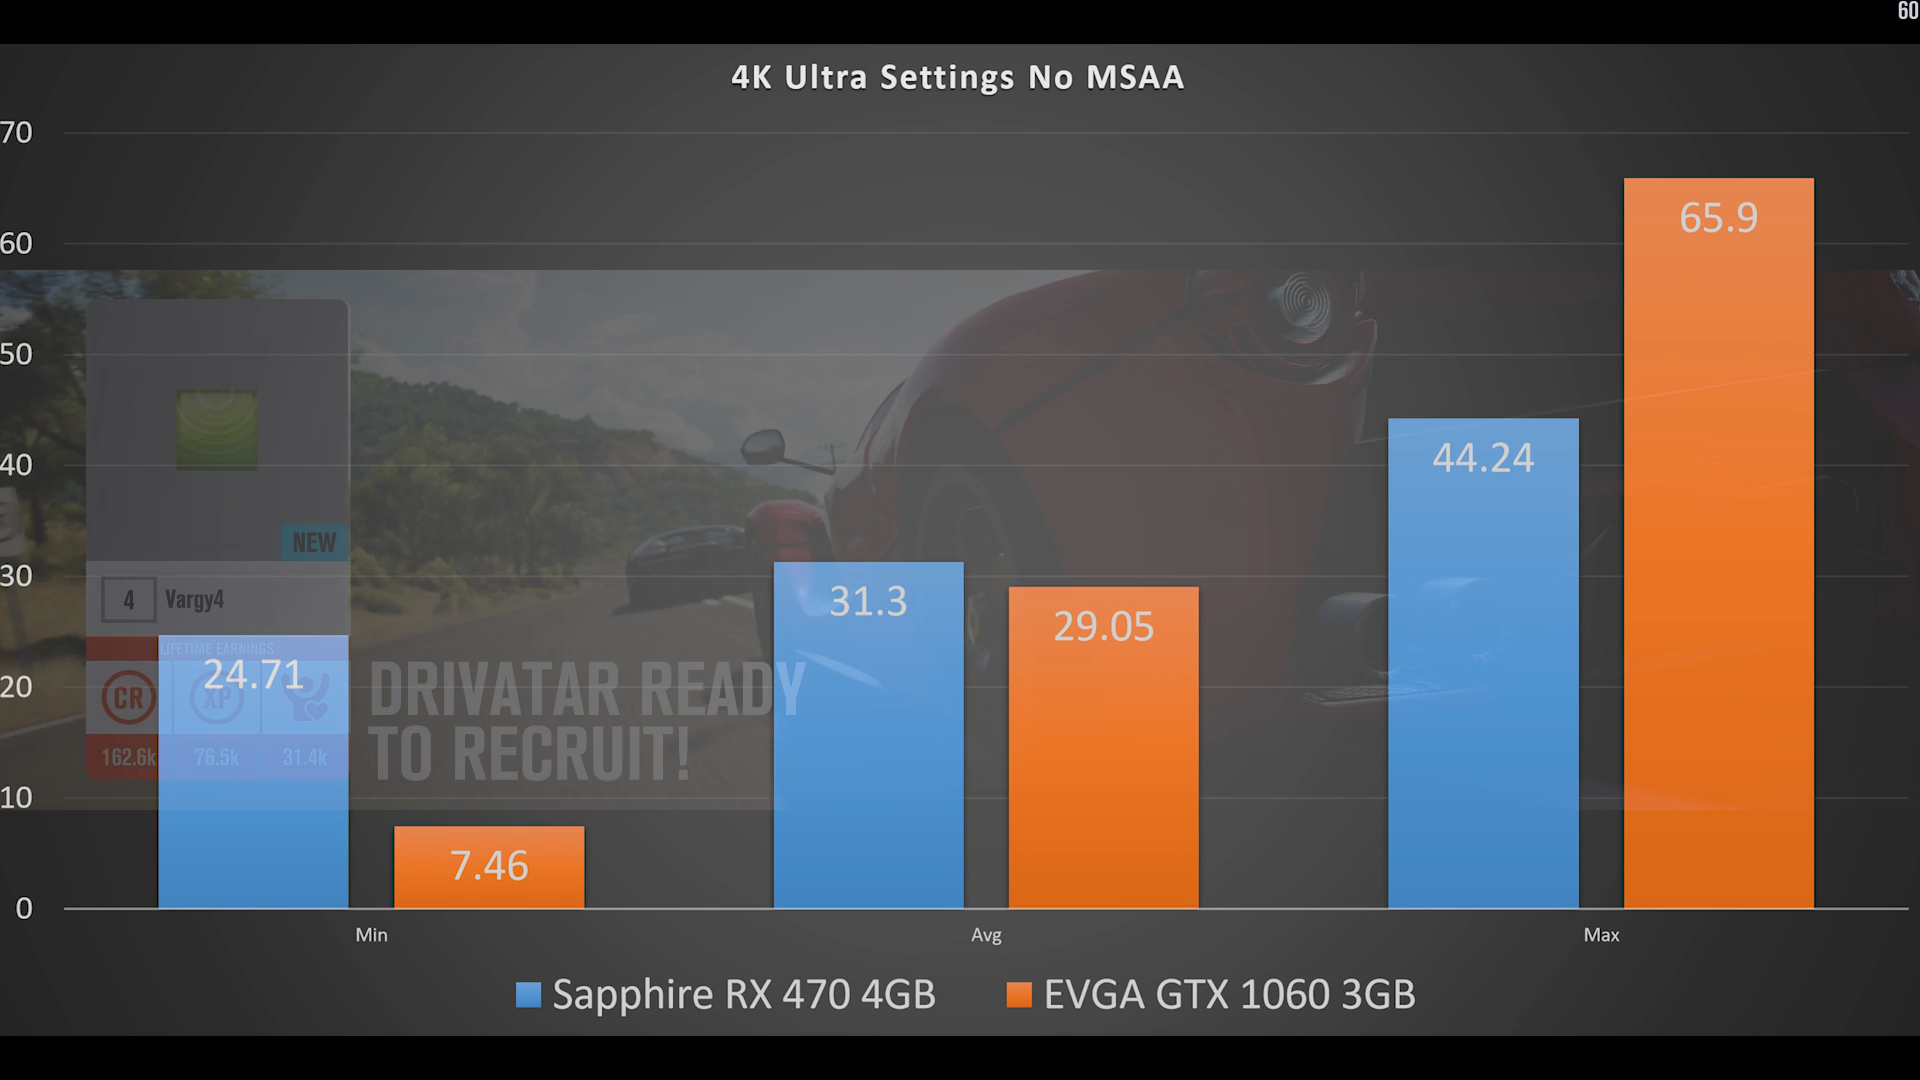 60
4K Ultra Settings No MSAA
70
60
50
40
30
20
10
0
65.9
44.24
31.3
29.05
24.71
7.46
NEW
4 Vargy4
LIFETIME EARNINGS
CR XP
162.6k 76.5k 31.4k
DRIVATAR READY
TO RECRUIT!
Min Avg Max
Sapphire RX 470 4GB EVGA GTX 1060 3GB